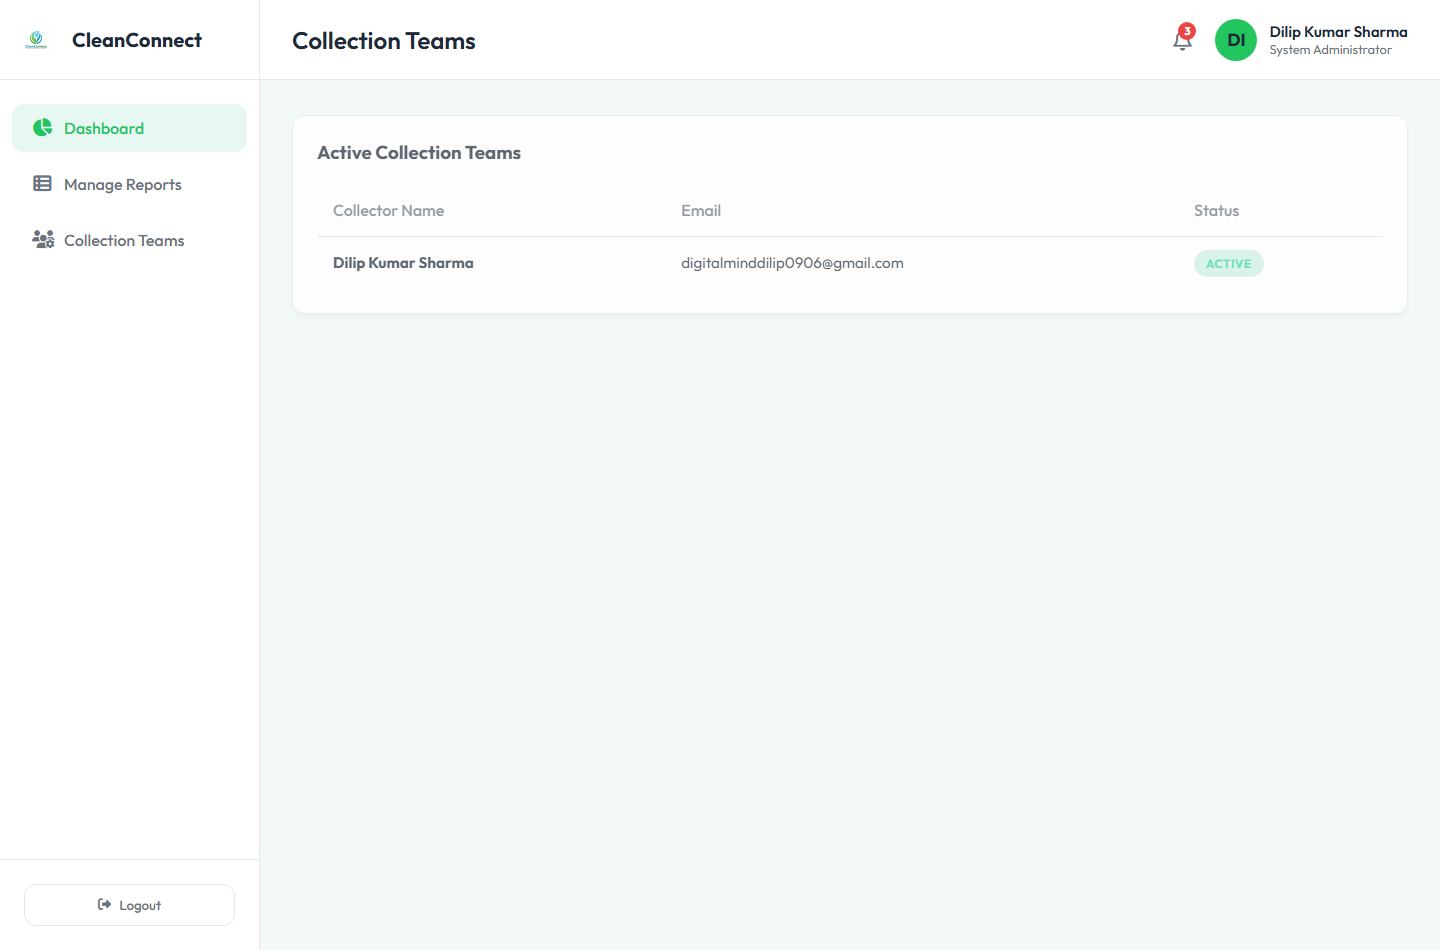 CleanConnect
Collection Teams
3
DI
Dilip Kumar Sharma
System Administrator
Dashboard
Manage Reports
Collection Teams
Active Collection Teams
Collector Name Email Status
Dilip Kumar Sharma digitalminddilip0906@gmail.com ACTIVE
Logout